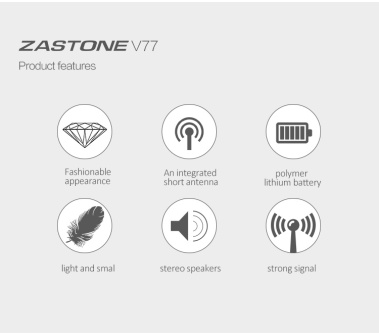 ZASTONE V77
Product features
Fashionable
appearance
An integrated
short antenna
polymer
lithium battery
light and smal
stereo speakers
strong signal